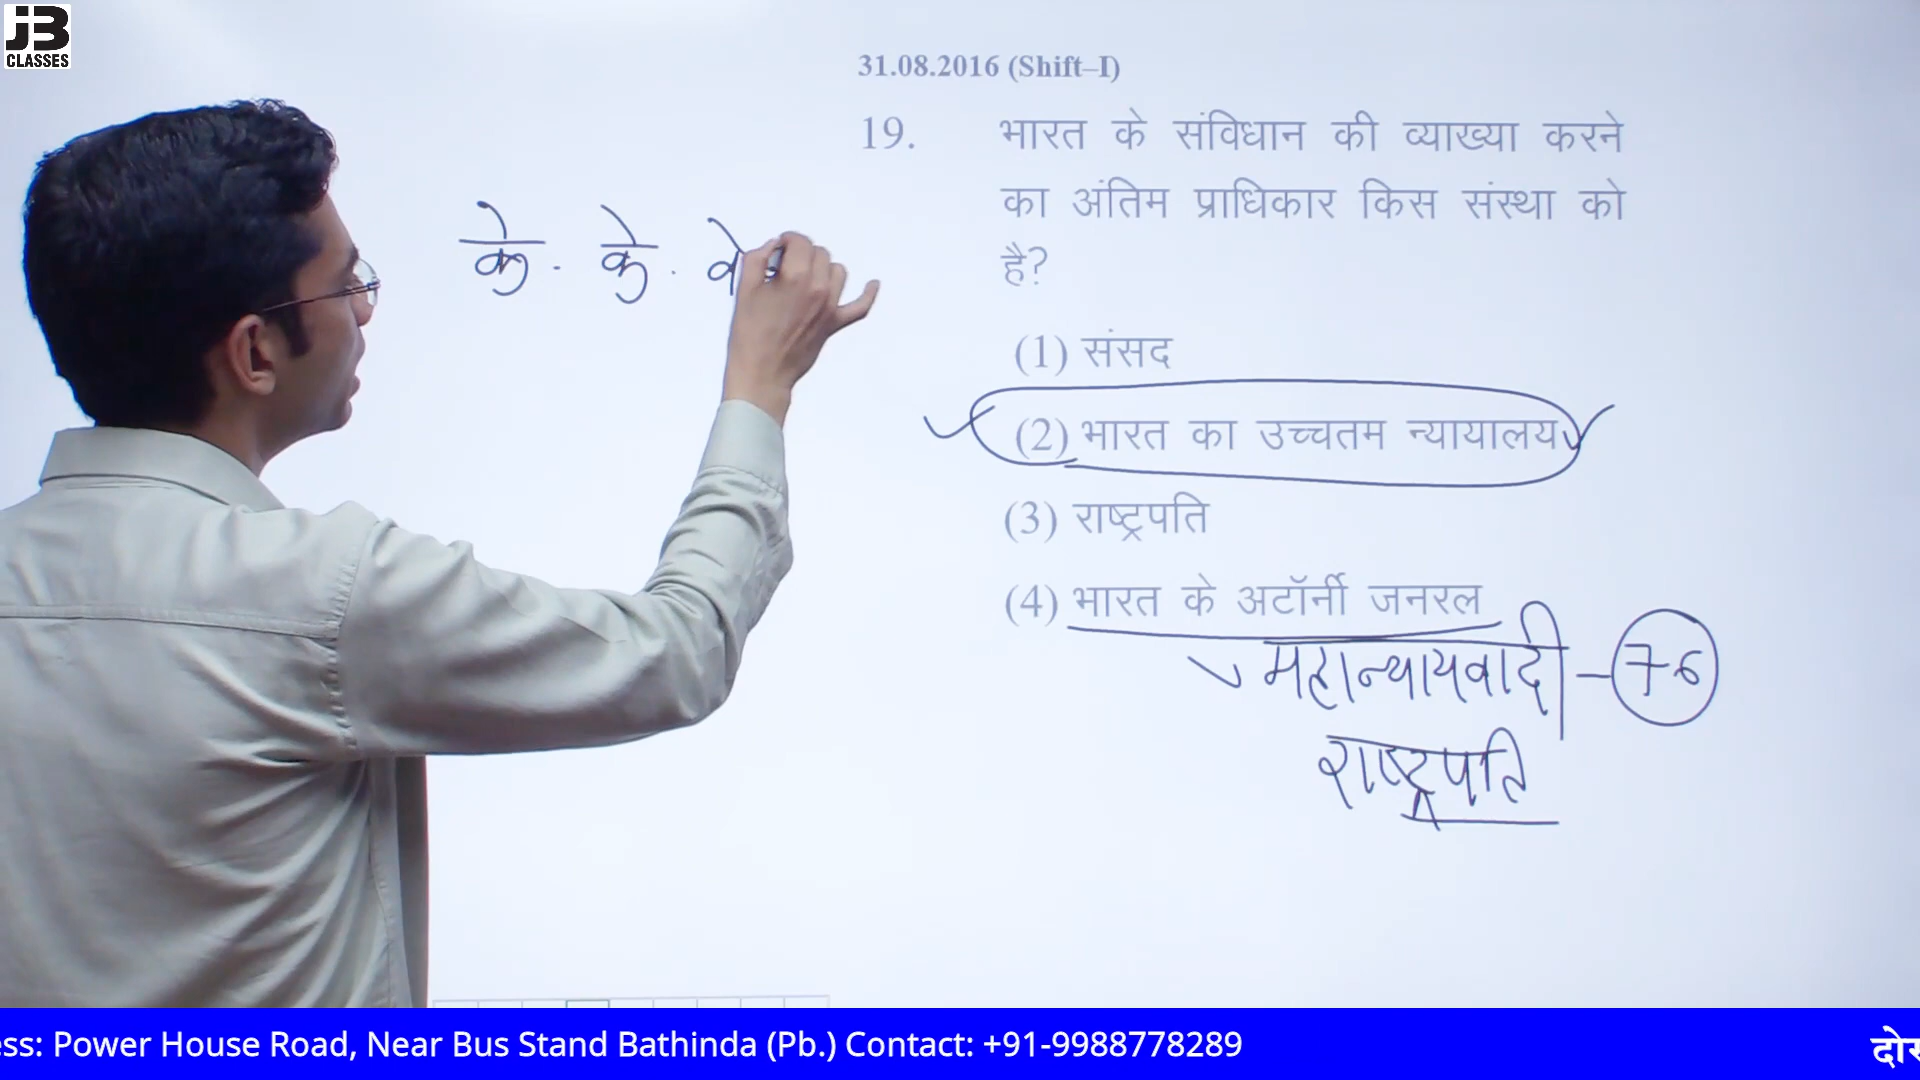 JB
CLASSES
31.08.2016 (Shift–I)
19. भारत के संविधान की व्याख्या करने
का अंतिम प्राधिकार किस संस्था को
है?
(1) संसद
(2) भारत का उच्चतम न्यायालय
(3) राष्ट्रपति
(4) भारत के अटॉर्नी जनरल
महान्यायवादी – 76
राष्ट्रपति
के. के. वे
ess: Power House Road, Near Bus Stand Bathinda (Pb.) Contact: +91-9988778289